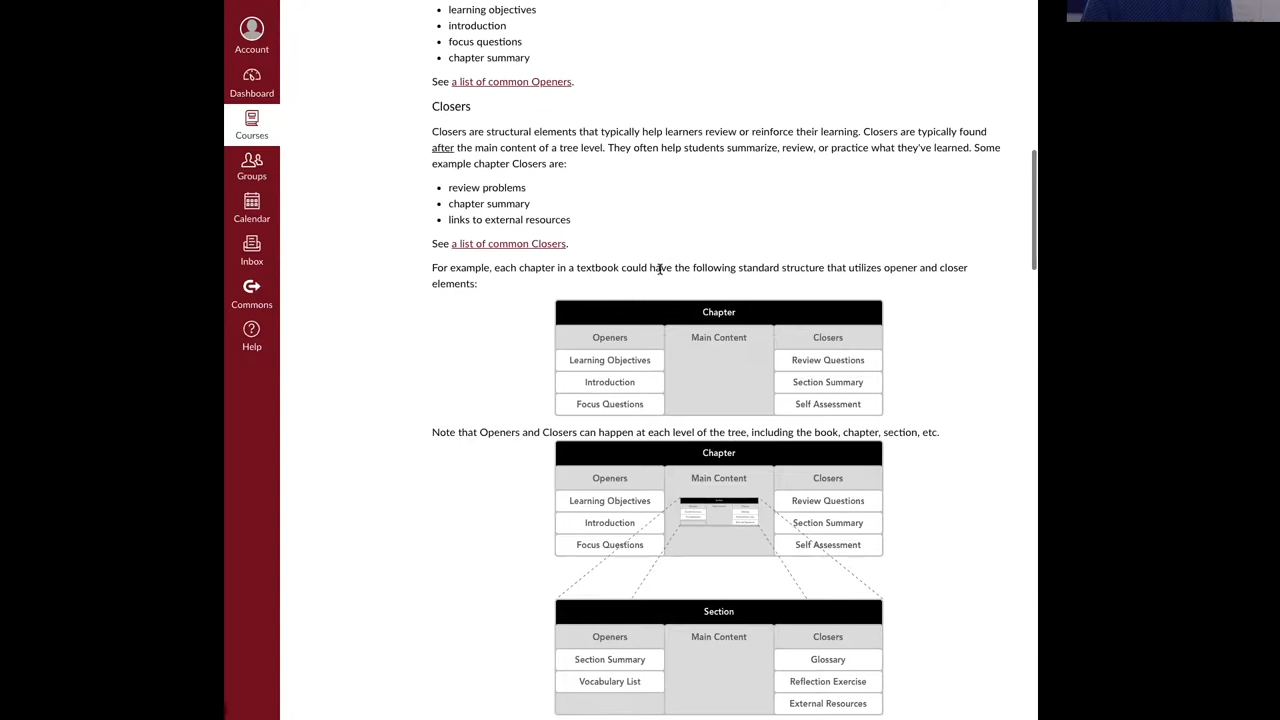 Account
Dashboard
Courses
Groups
Calendar
Inbox
Commons
Help
learning objectives
introduction
focus questions
chapter summary
See a list of common Openers.
Closers
Closers are structural elements that typically help learners review or reinforce their learning. Closers are typically found
after the main content of a tree level. They often help students summarize, review, or practice what they've learned. Some
example chapter Closers are:
review problems
chapter summary
links to external resources
See a list of common Closers.
For example, each chapter in a textbook could have the following standard structure that utilizes opener and closer
elements:
Chapter
Openers Main Content Closers
Learning Objectives Review Questions
Introduction Section Summary
Focus Questions Self Assessment
Note that Openers and Closers can happen at each level of the tree, including the book, chapter, section, etc.
Chapter
Openers Main Content Closers
Learning Objectives Review Questions
Introduction Section Summary
Focus Questions Self Assessment
Section
Openers Main Content Closers
Section Summary Glossary
Vocabulary List Reflection Exercise
External Resources